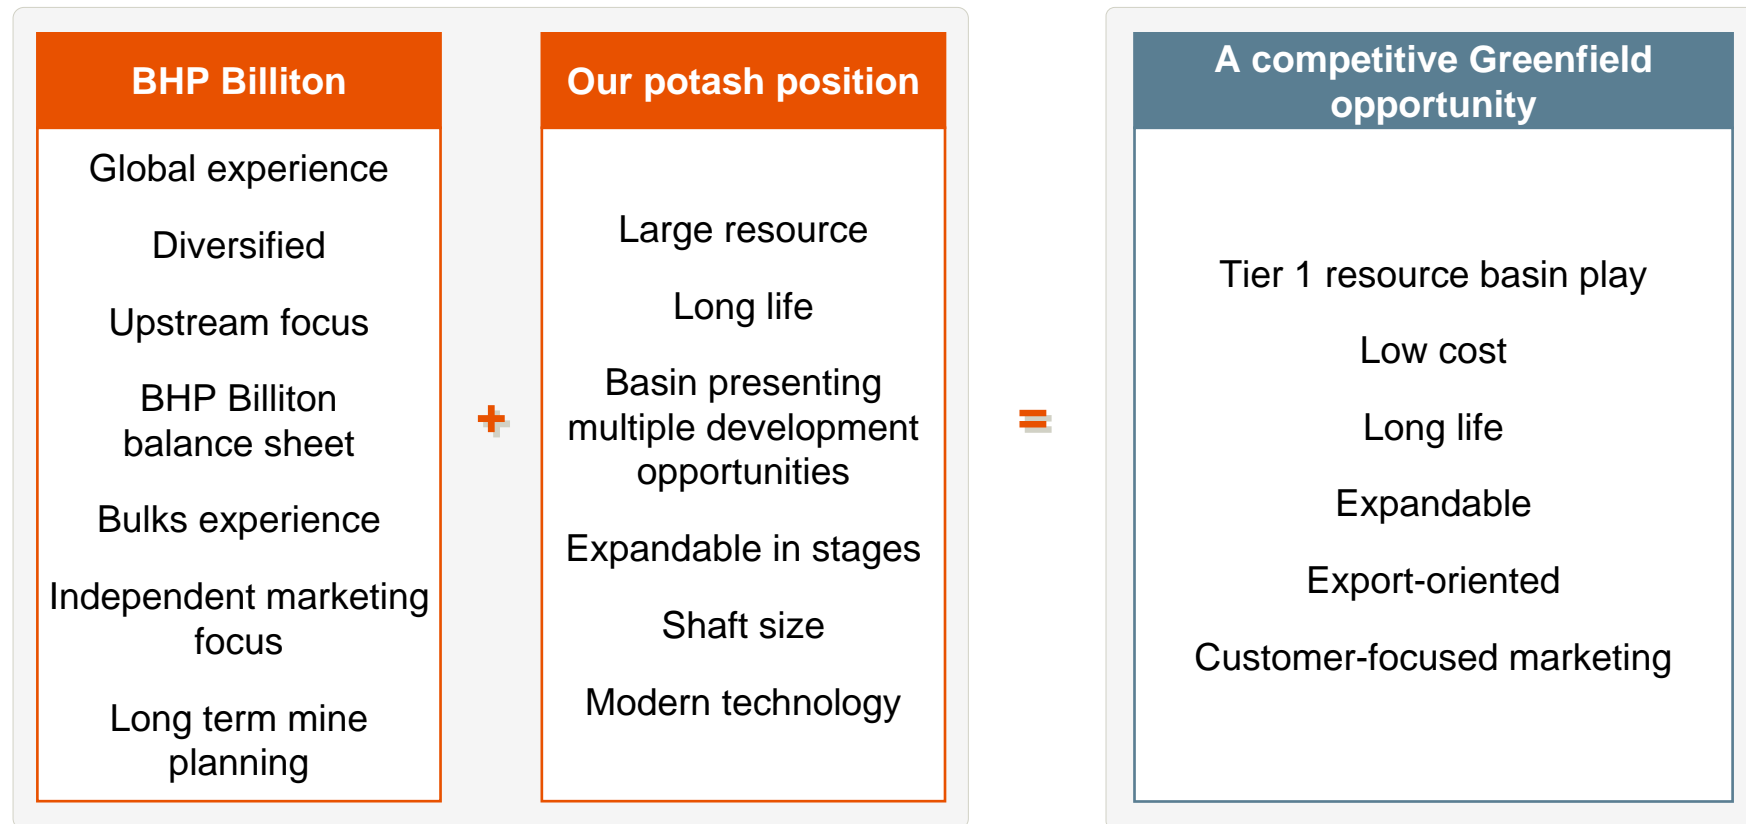 BHP Billiton
Global experience
Diversified
Upstream focus
BHP Billiton
balance sheet
Bulks experience
Independent marketing
focus
Long term mine
planning
+
Our potash position
Large resource
Long life
Basin presenting
multiple development
opportunities
Expandable in stages
Shaft size
Modern technology
=
A competitive Greenfield
opportunity
Tier 1 resource basin play
Low cost
Long life
Expandable
Export-oriented
Customer-focused marketing